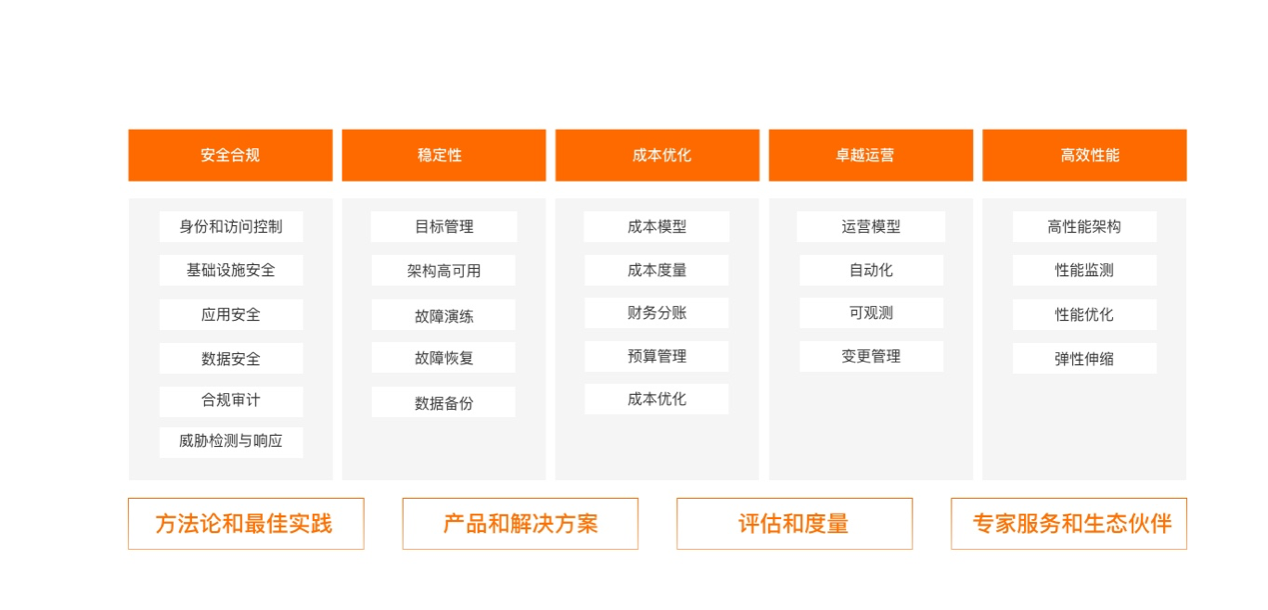 安全合规
稳定性
成本优化
卓越运营
高效性能
身份和访问控制
基础设施安全
应用安全
数据安全
合规审计
威胁检测与响应
目标管理
架构高可用
故障演练
故障恢复
数据备份
成本模型
成本度量
财务分账
预算管理
成本优化
运营模型
自动化
可观测
变更管理
高性能架构
性能监测
性能优化
弹性伸缩
方法论和最佳实践
产品和解决方案
评估和度量
专家服务和生态伙伴